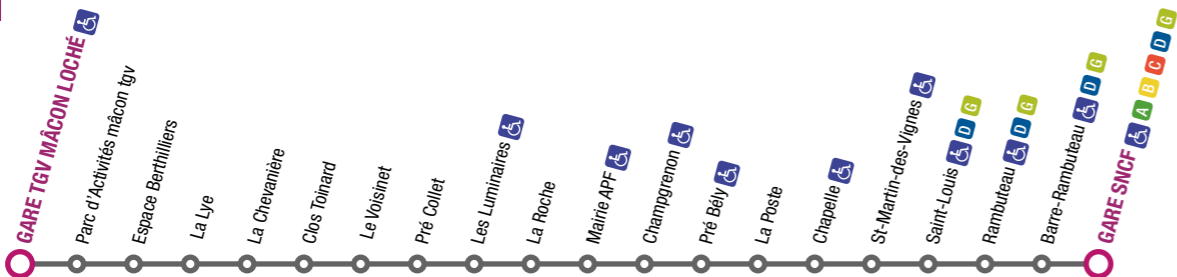 GARE TGV MÂCON LOCHÉ
Parc d'Activités mâcon tgv
Espace Berthilliers
La Lye
La Chevanière
Clos Toinard
Le Voisinet
Pré Collet
Les Luminaires
La Roche
Mairie APF
Champgrenon
Pré Bély
La Poste
Chapelle
St-Martin-des-Vignes
Saint-Louis D G
Rambuteau D G
Barre-Rambuteau D G
GARE SNCF A B C D G